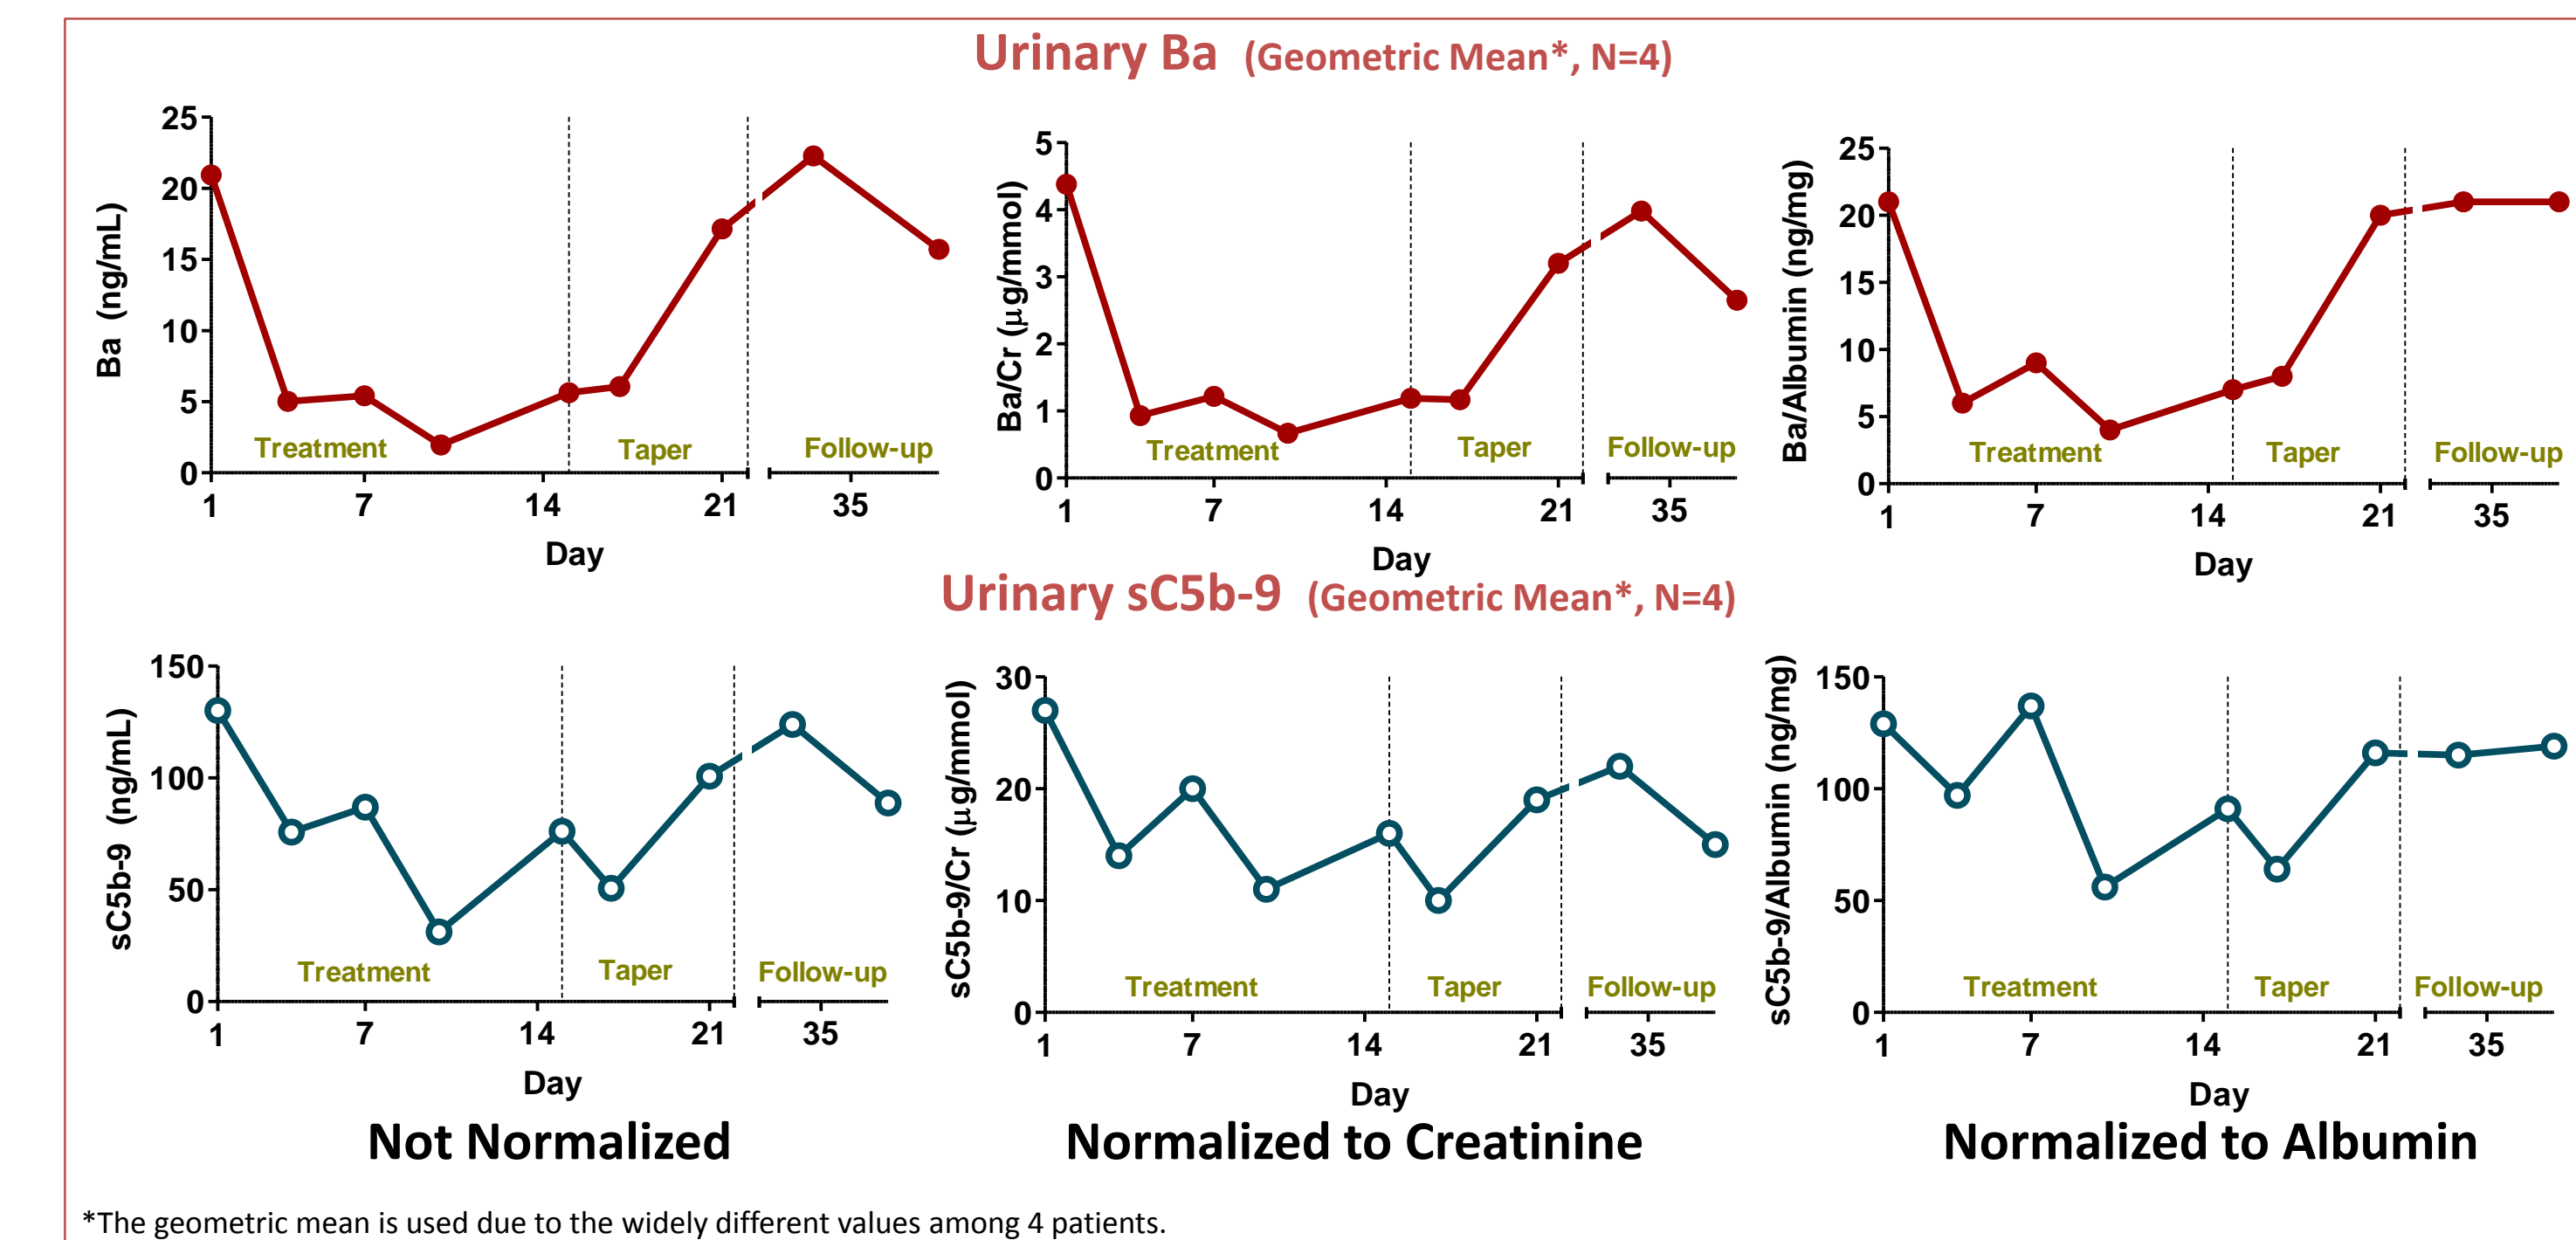 Urinary Ba (Geometric Mean*, N=4)
Ba (ng/mL)
25
20
15
10
5
0
Treatment
Taper
Follow-up
1 7 14 21 35
Day
Ba/Cr (μg/mmol)
5
4
3
2
1
0
Treatment
Taper
Follow-up
1 7 14 21 35
Day
Ba/Albumin (ng/mg)
25
20
15
10
5
0
Treatment
Taper
Follow-up
1 7 14 21 35
Day
Urinary sC5b-9 (Geometric Mean*, N=4)
sC5b-9 (ng/mL)
150
100
50
0
Treatment
Taper
Follow-up
1 7 14 21 35
Day
sC5b-9/Cr (μg/mmol)
30
20
10
0
Treatment
Taper
Follow-up
1 7 14 21 35
Day
sC5b-9/Albumin (ng/mg)
150
100
50
0
Treatment
Taper
Follow-up
1 7 14 21 35
Day
Not Normalized
Normalized to Creatinine
Normalized to Albumin
*The geometric mean is used due to the widely different values among 4 patients.